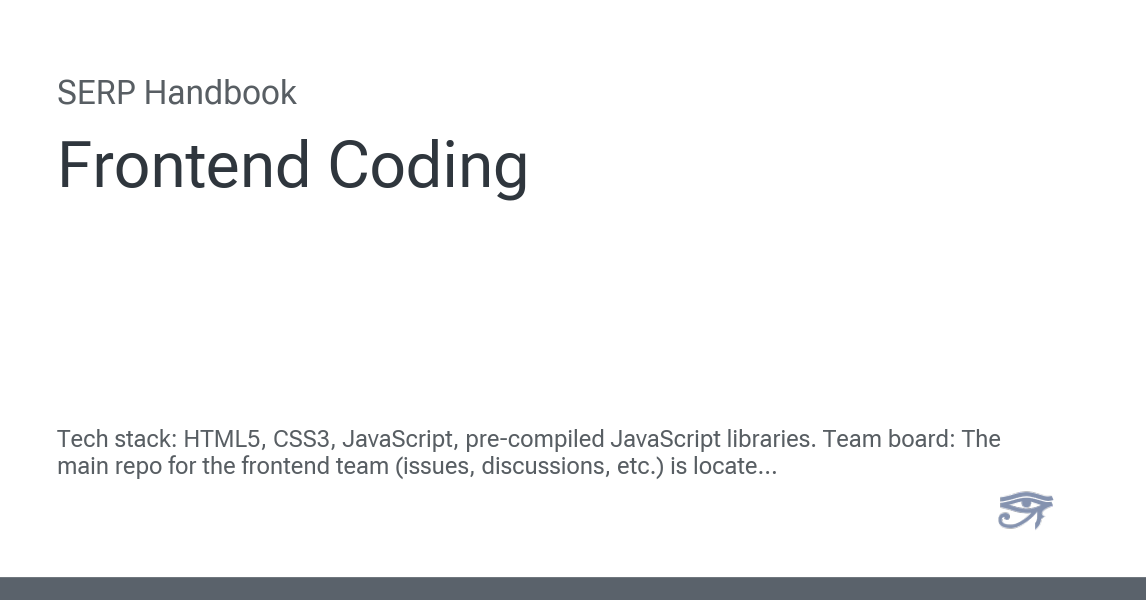 SERP Handbook
Frontend Coding
Tech stack: HTML5, CSS3, JavaScript, pre-compiled JavaScript libraries. Team board: The
main repo for the frontend team (issues, discussions, etc.) is locate...